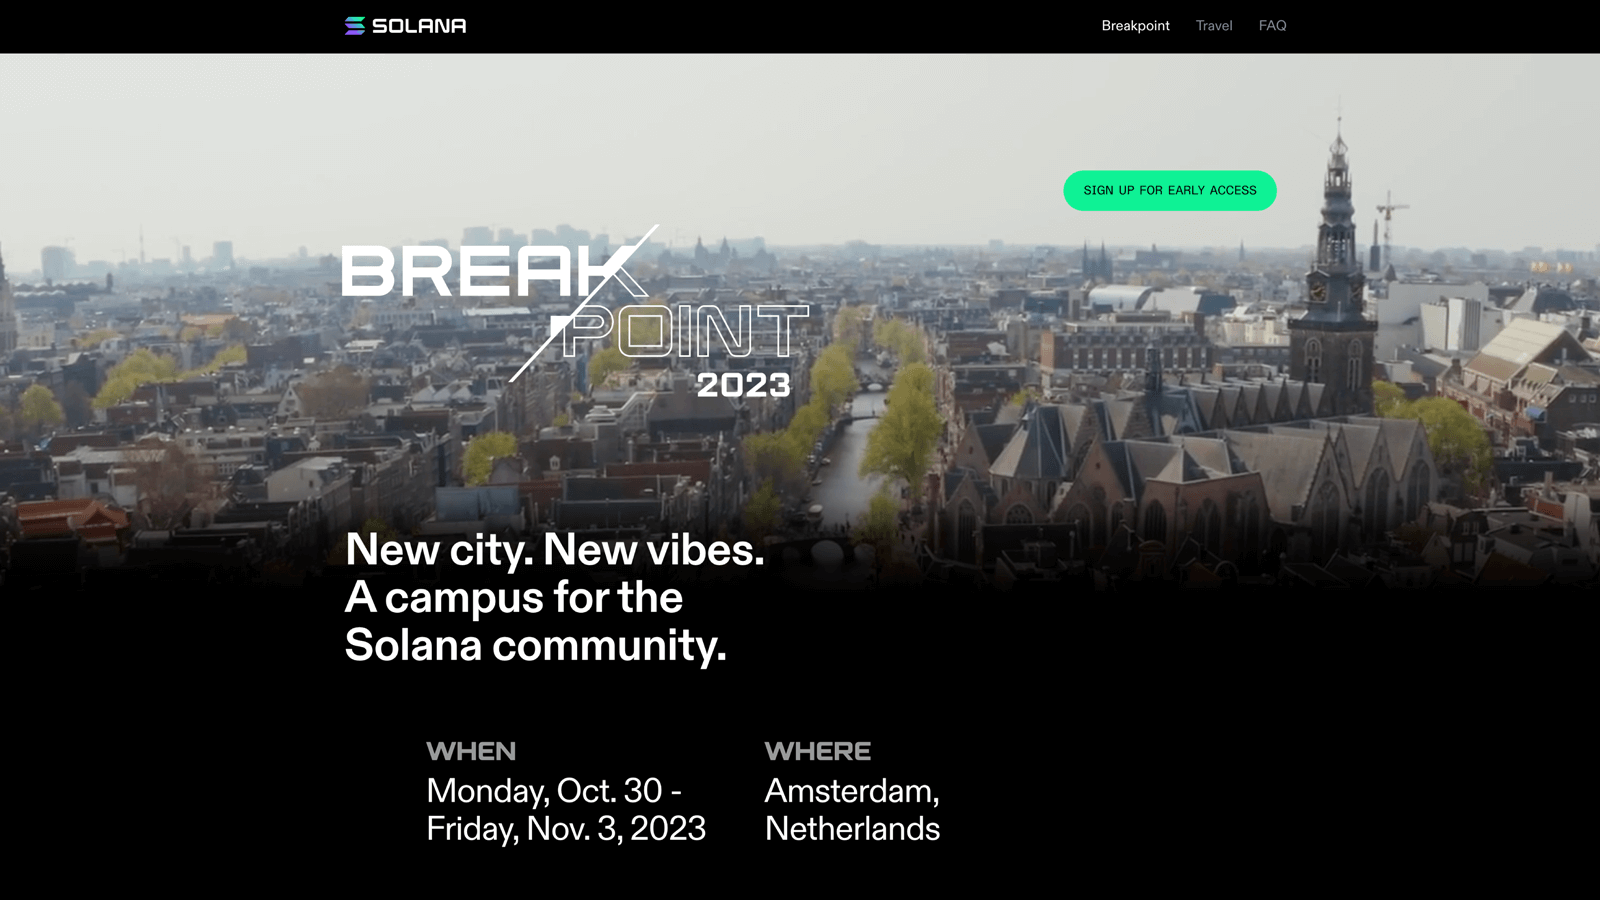 SOLANA
Breakpoint
Travel
FAQ
SIGN UP FOR EARLY ACCESS
BREAK
POINT
2023
New city. New vibes.
A campus for the
Solana community.
WHEN
Monday, Oct. 30 -
Friday, Nov. 3, 2023
WHERE
Amsterdam,
Netherlands